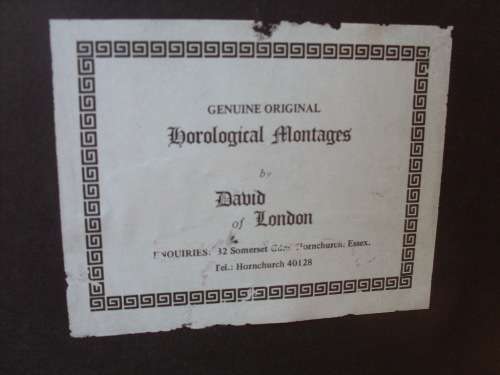 GENUINE ORIGINAL
Horological Montages
by
David
of London
ENQUIRIES: 32 Somerset Hornchurch, Essex.
Tel.: Hornchurch 40128